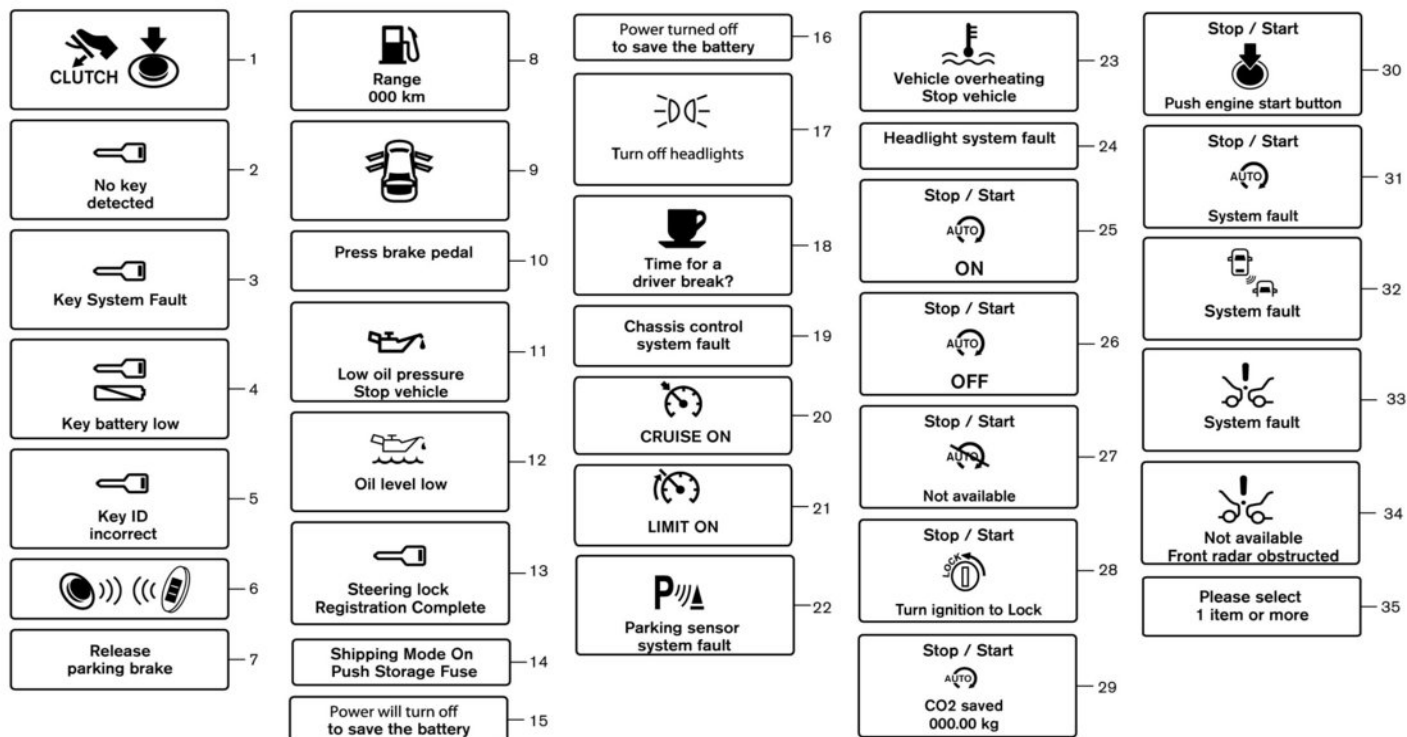 CLUTCH
1
No key
detected
2
Key System Fault
3
Key battery low
4
Key ID
incorrect
5
6
Release
parking brake
7
Range
000 km
8
9
Press brake pedal
10
Low oil pressure
Stop vehicle
11
Oil level low
12
Steering lock
Registration Complete
13
Shipping Mode On
Push Storage Fuse
14
Power will turn off
to save the battery
15
Power turned off
to save the battery
16
Turn off headlights
17
Time for a
driver break?
18
Chassis control
system fault
19
CRUISE ON
20
LIMIT ON
21
P
Parking sensor
system fault
22
Vehicle overheating
Stop vehicle
23
Headlight system fault
24
Stop / Start
AUTO
ON
25
Stop / Start
AUTO
OFF
26
Stop / Start
AUTO
Not available
27
Stop / Start
LOCK
Turn ignition to Lock
28
Stop / Start
AUTO
CO2 saved
000.00 kg
29
Stop / Start
Push engine start button
30
Stop / Start
AUTO
System fault
31
System fault
32
System fault
33
Not available
Front radar obstructed
34
Please select
1 item or more
35